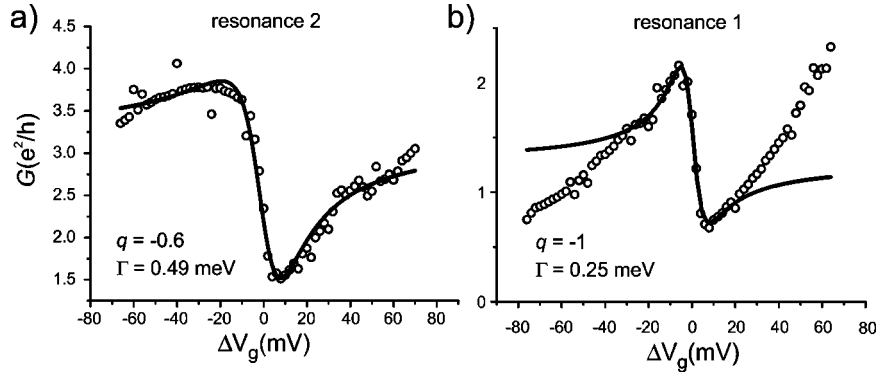 a)
resonance 2
4.5
4.0
3.5
3.0
2.5
2.0
1.5
G(e²/h)
q = -0.6
Γ = 0.49 meV
-80 -60 -40 -20 0 20 40 60 80
ΔVg(mV)
b)
resonance 1
2
1
0
q = -1
Γ = 0.25 meV
-80 -60 -40 -20 0 20 40 60
ΔVg(mV)